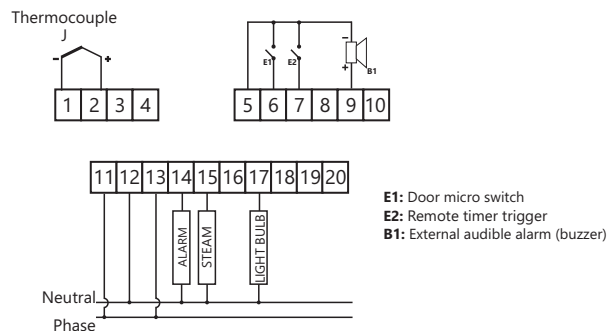 Thermocouple
J
- +
1 2 3 4
E1 E2 - + B1
5 6 7 8 9 10
11 12 13 14 15 16 17 18 19 20
ALARM
STEAM
LIGHT BULB
E1: Door micro switch
E2: Remote timer trigger
B1: External audible alarm (buzzer)
Neutral
Phase